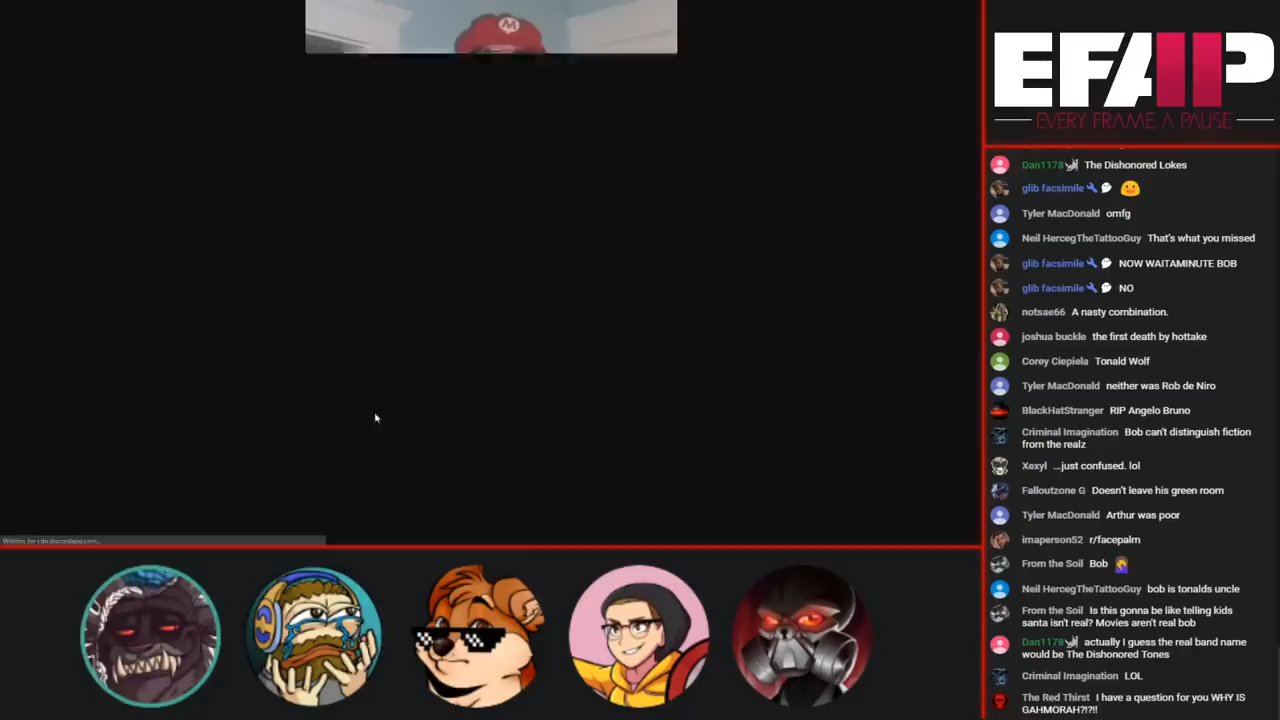 M
EFAP
EVERY FRAME A PAUSE
Dan1178 The Dishonored Lokes
glib facsimile
Tyler MacDonald omfg
Neil HercegTheTattooGuy That's what you missed
glib facsimile NOW WAITAMINUTE BOB
glib facsimile NO
notsae66 A nasty combination.
joshua buckle the first death by hottake
Corey Ciepiela Tonald Wolf
Tyler MacDonald neither was Rob de Niro
BlackHatStranger RIP Angelo Bruno
Criminal Imagination Bob can't distinguish fiction
from the realz
Xexyl ...just confused. lol
Falloutzone G Doesn't leave his green room
Tyler MacDonald Arthur was poor
imaperson52 r/facepalm
From the Soil Bob
Neil HercegTheTattooGuy bob is tonalds uncle
From the Soil Is this gonna be like telling kids
santa isn't real? Movies aren't real bob
Dan1178 actually I guess the real band name
would be The Dishonored Tones
Criminal Imagination LOL
The Red Thirst I have a question for you WHY IS
GAHMORAH?!?!!
Waiting for cdn.discordapp.com...